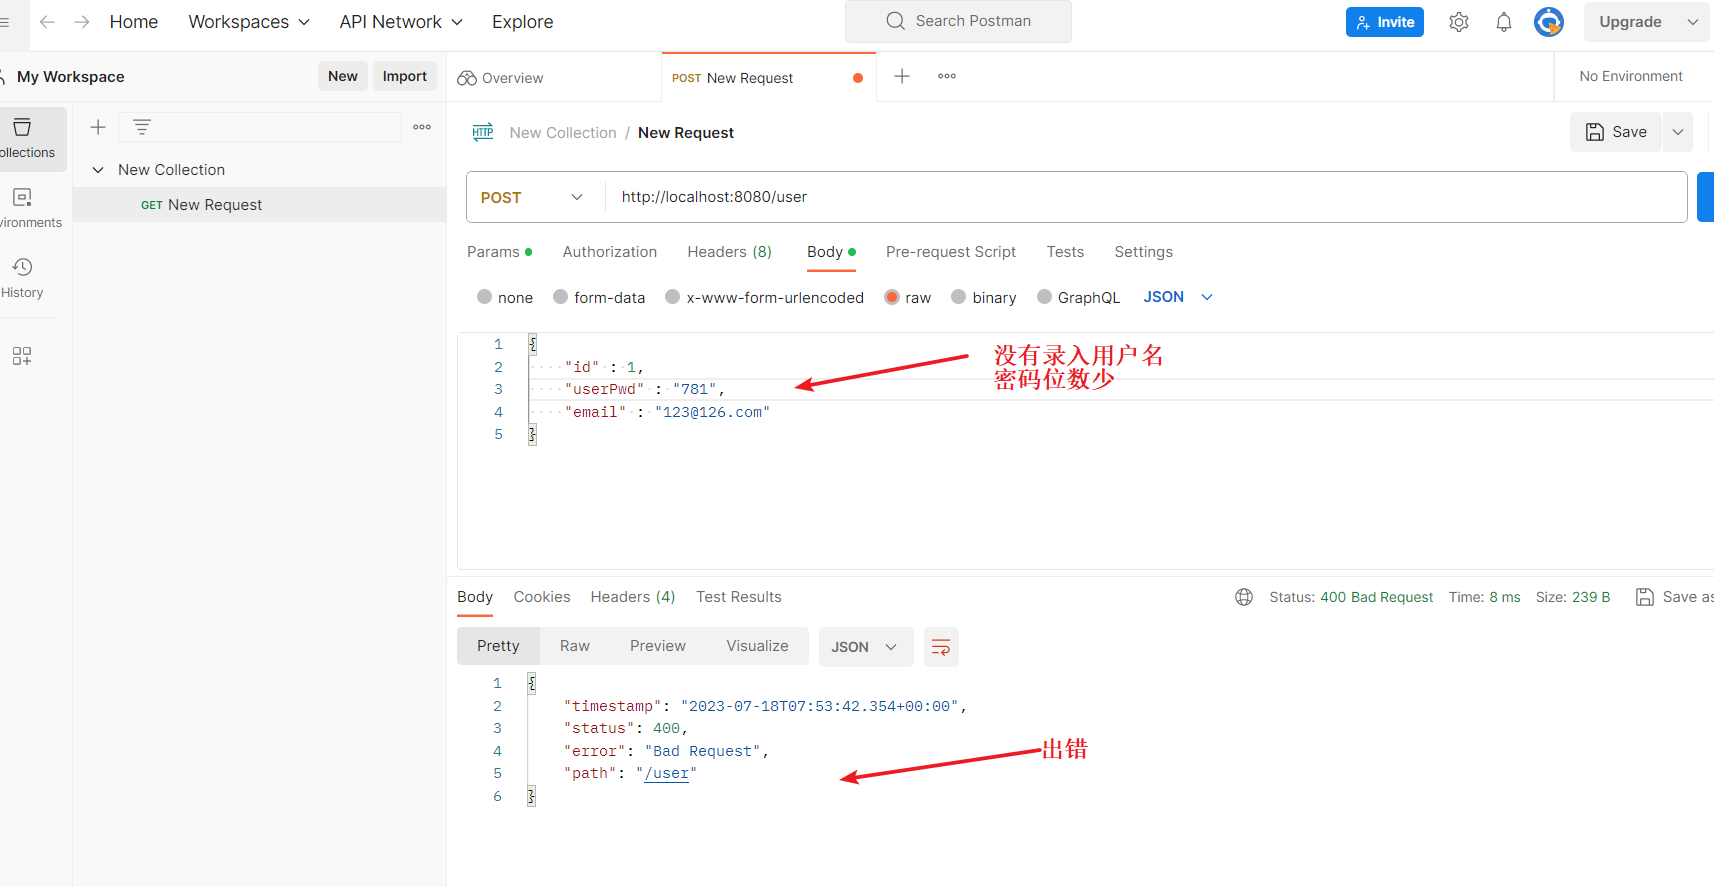 Home
Workspaces
API Network
Explore
Search Postman
Invite
Upgrade
My Workspace
New
Import
Overview
POST New Request
No Environment
ollections
New Collection
GET New Request
vironments
History
HTTP
New Collection / New Request
Save
POST
http://localhost:8080/user
Params
Authorization
Headers (8)
Body
Pre-request Script
Tests
Settings
none
form-data
x-www-form-urlencoded
raw
binary
GraphQL
JSON
1 {
2 "id" : 1,
3 "userPwd" : "781",
4 "email" : "123@126.com"
5 }
没有录入用户名
密码位数少
Body
Cookies
Headers (4)
Test Results
Status: 400 Bad Request
Time: 8 ms
Size: 239 B
Save as
Pretty
Raw
Preview
Visualize
JSON
1 {
2 "timestamp": "2023-07-18T07:53:42.354+00:00",
3 "status": 400,
4 "error": "Bad Request",
5 "path": "/user"
6 }
出错